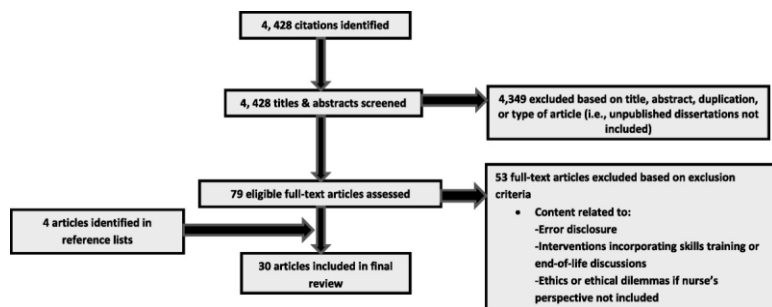 4, 428 citations identified
4, 428 titles & abstracts screened
4,349 excluded based on title, abstract, duplication,
or type of article (i.e., unpublished dissertations not
included)
79 eligible full-text articles assessed
53 full-text articles excluded based on exclusion
criteria
• Content related to:
-Error disclosure
-Interventions incorporating skills training or
end-of-life discussions
-Ethics or ethical dilemmas if nurse's
perspective not included
4 articles identified in
reference lists
30 articles included in final
review